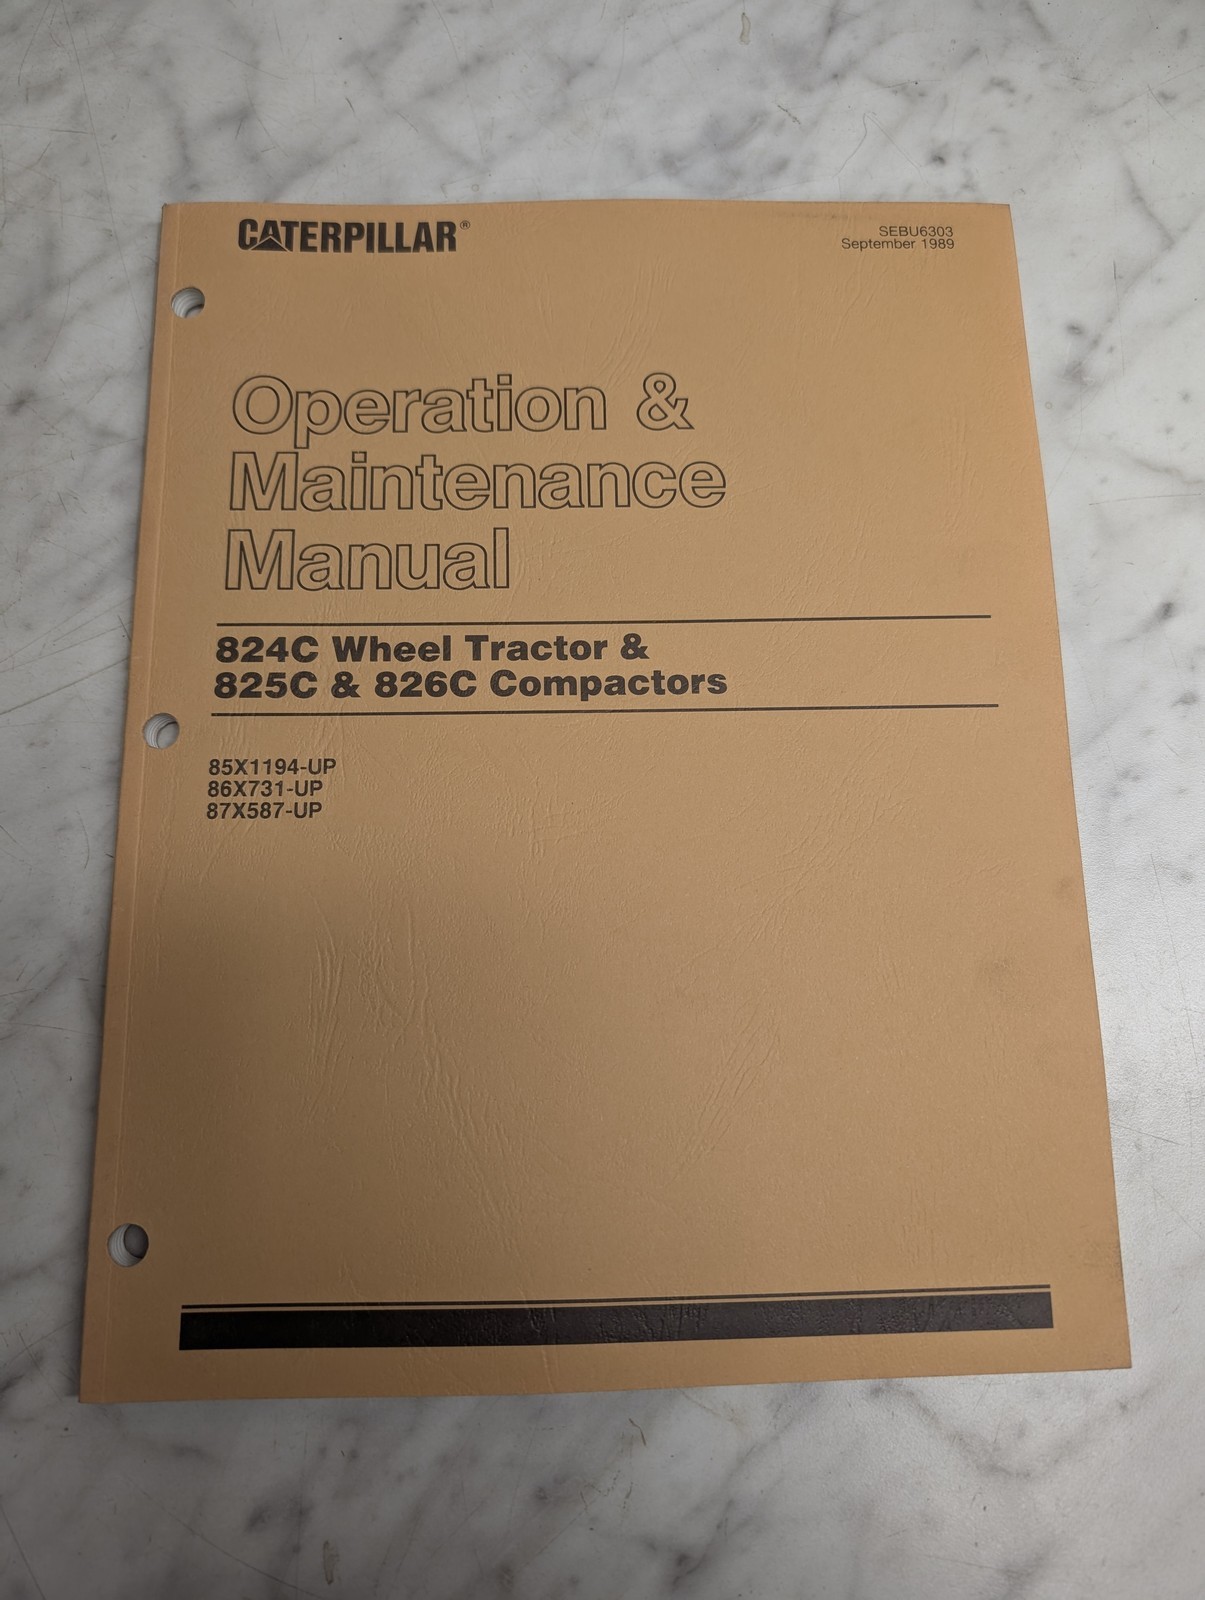 CATERPILLAR®
SEBU6303
September 1989
Operation &
Maintenance
Manual
824C Wheel Tractor &
825C & 826C Compactors
85X1194-UP
86X731-UP
87X587-UP